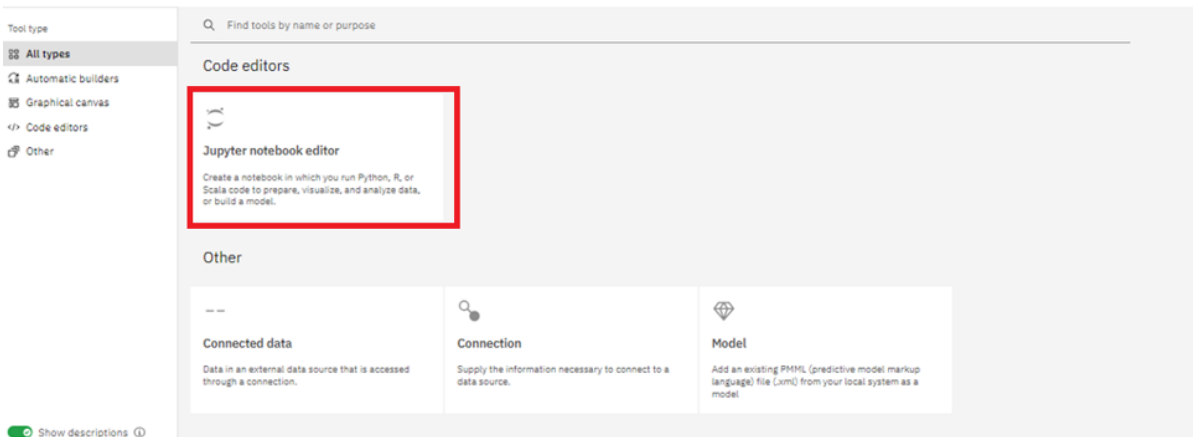 Tool type
All types
Automatic builders
Graphical canvas
</> Code editors
Other
Show descriptions
Find tools by name or purpose
Code editors
Jupyter notebook editor
Create a notebook in which you run Python, R, or
Scala code to prepare, visualize, and analyze data,
or build a model.
Other
Connected data
Data in an external data source that is accessed
through a connection.
Connection
Supply the information necessary to connect to a
data source.
Model
Add an existing PMML (predictive model markup
language) file (.xml) from your local system as a
model